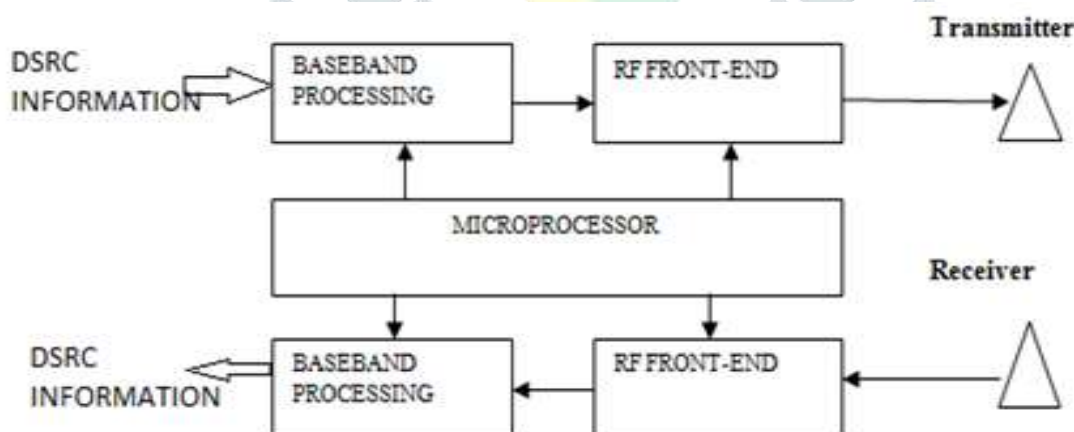 Transmitter
DSRC
INFORMATION
BASEBAND
PROCESSING
RF FRONT-END
MICROPROCESSOR
Receiver
DSRC
INFORMATION
BASEBAND
PROCESSING
RF FRONT-END